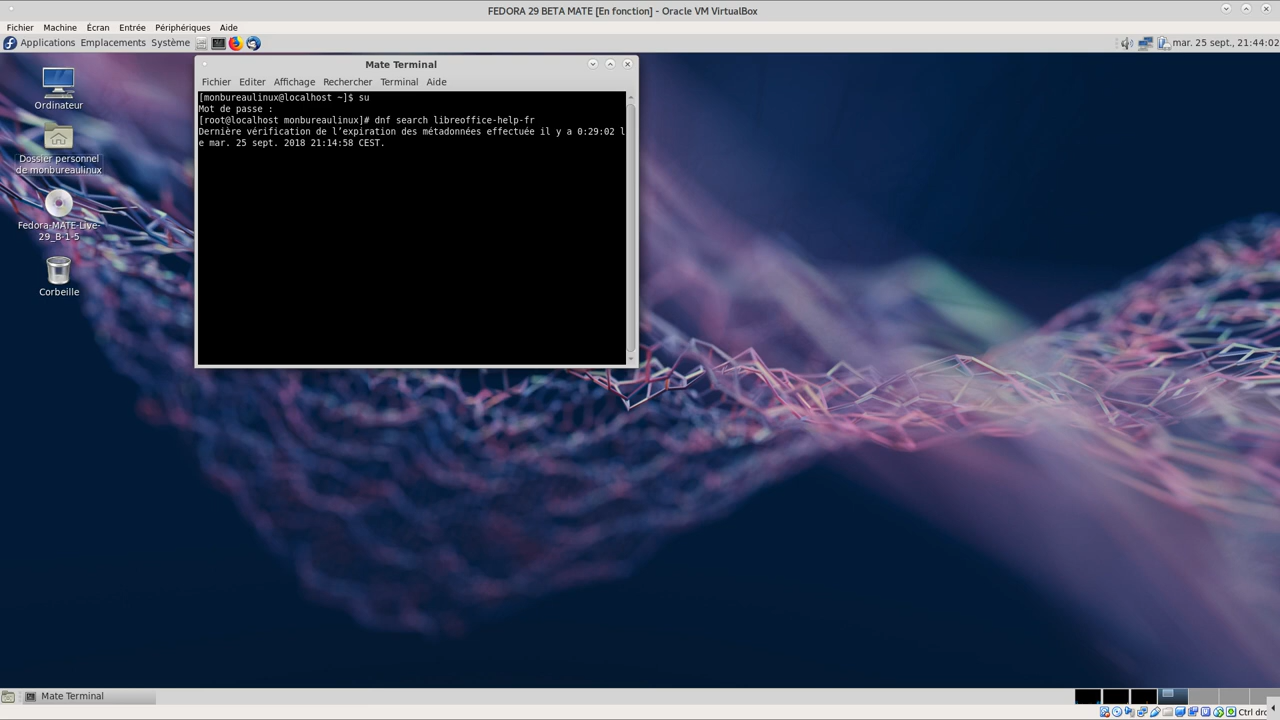 FEDORA 29 BETA MATE [En fonction] - Oracle VM VirtualBox
Fichier Machine Écran Entrée Périphériques Aide
Applications Emplacements Système mar. 25 sept., 21:44:02
Mate Terminal
Fichier Editer Affichage Rechercher Terminal Aide
[monbureaulinux@localhost ~]$ su
Mot de passe :
[root@localhost monbureaulinux]# dnf search libreoffice-help-fr
Dernière vérification de l’expiration des métadonnées effectuée il y a 0:29:02 l
e mar. 25 sept. 2018 21:14:58 CEST.
Ordinateur
Dossier personnel
de monbureaulinux
Fedora-MATE-Live-
29_B-1-5
Corbeille
Mate Terminal
Ctrl drc